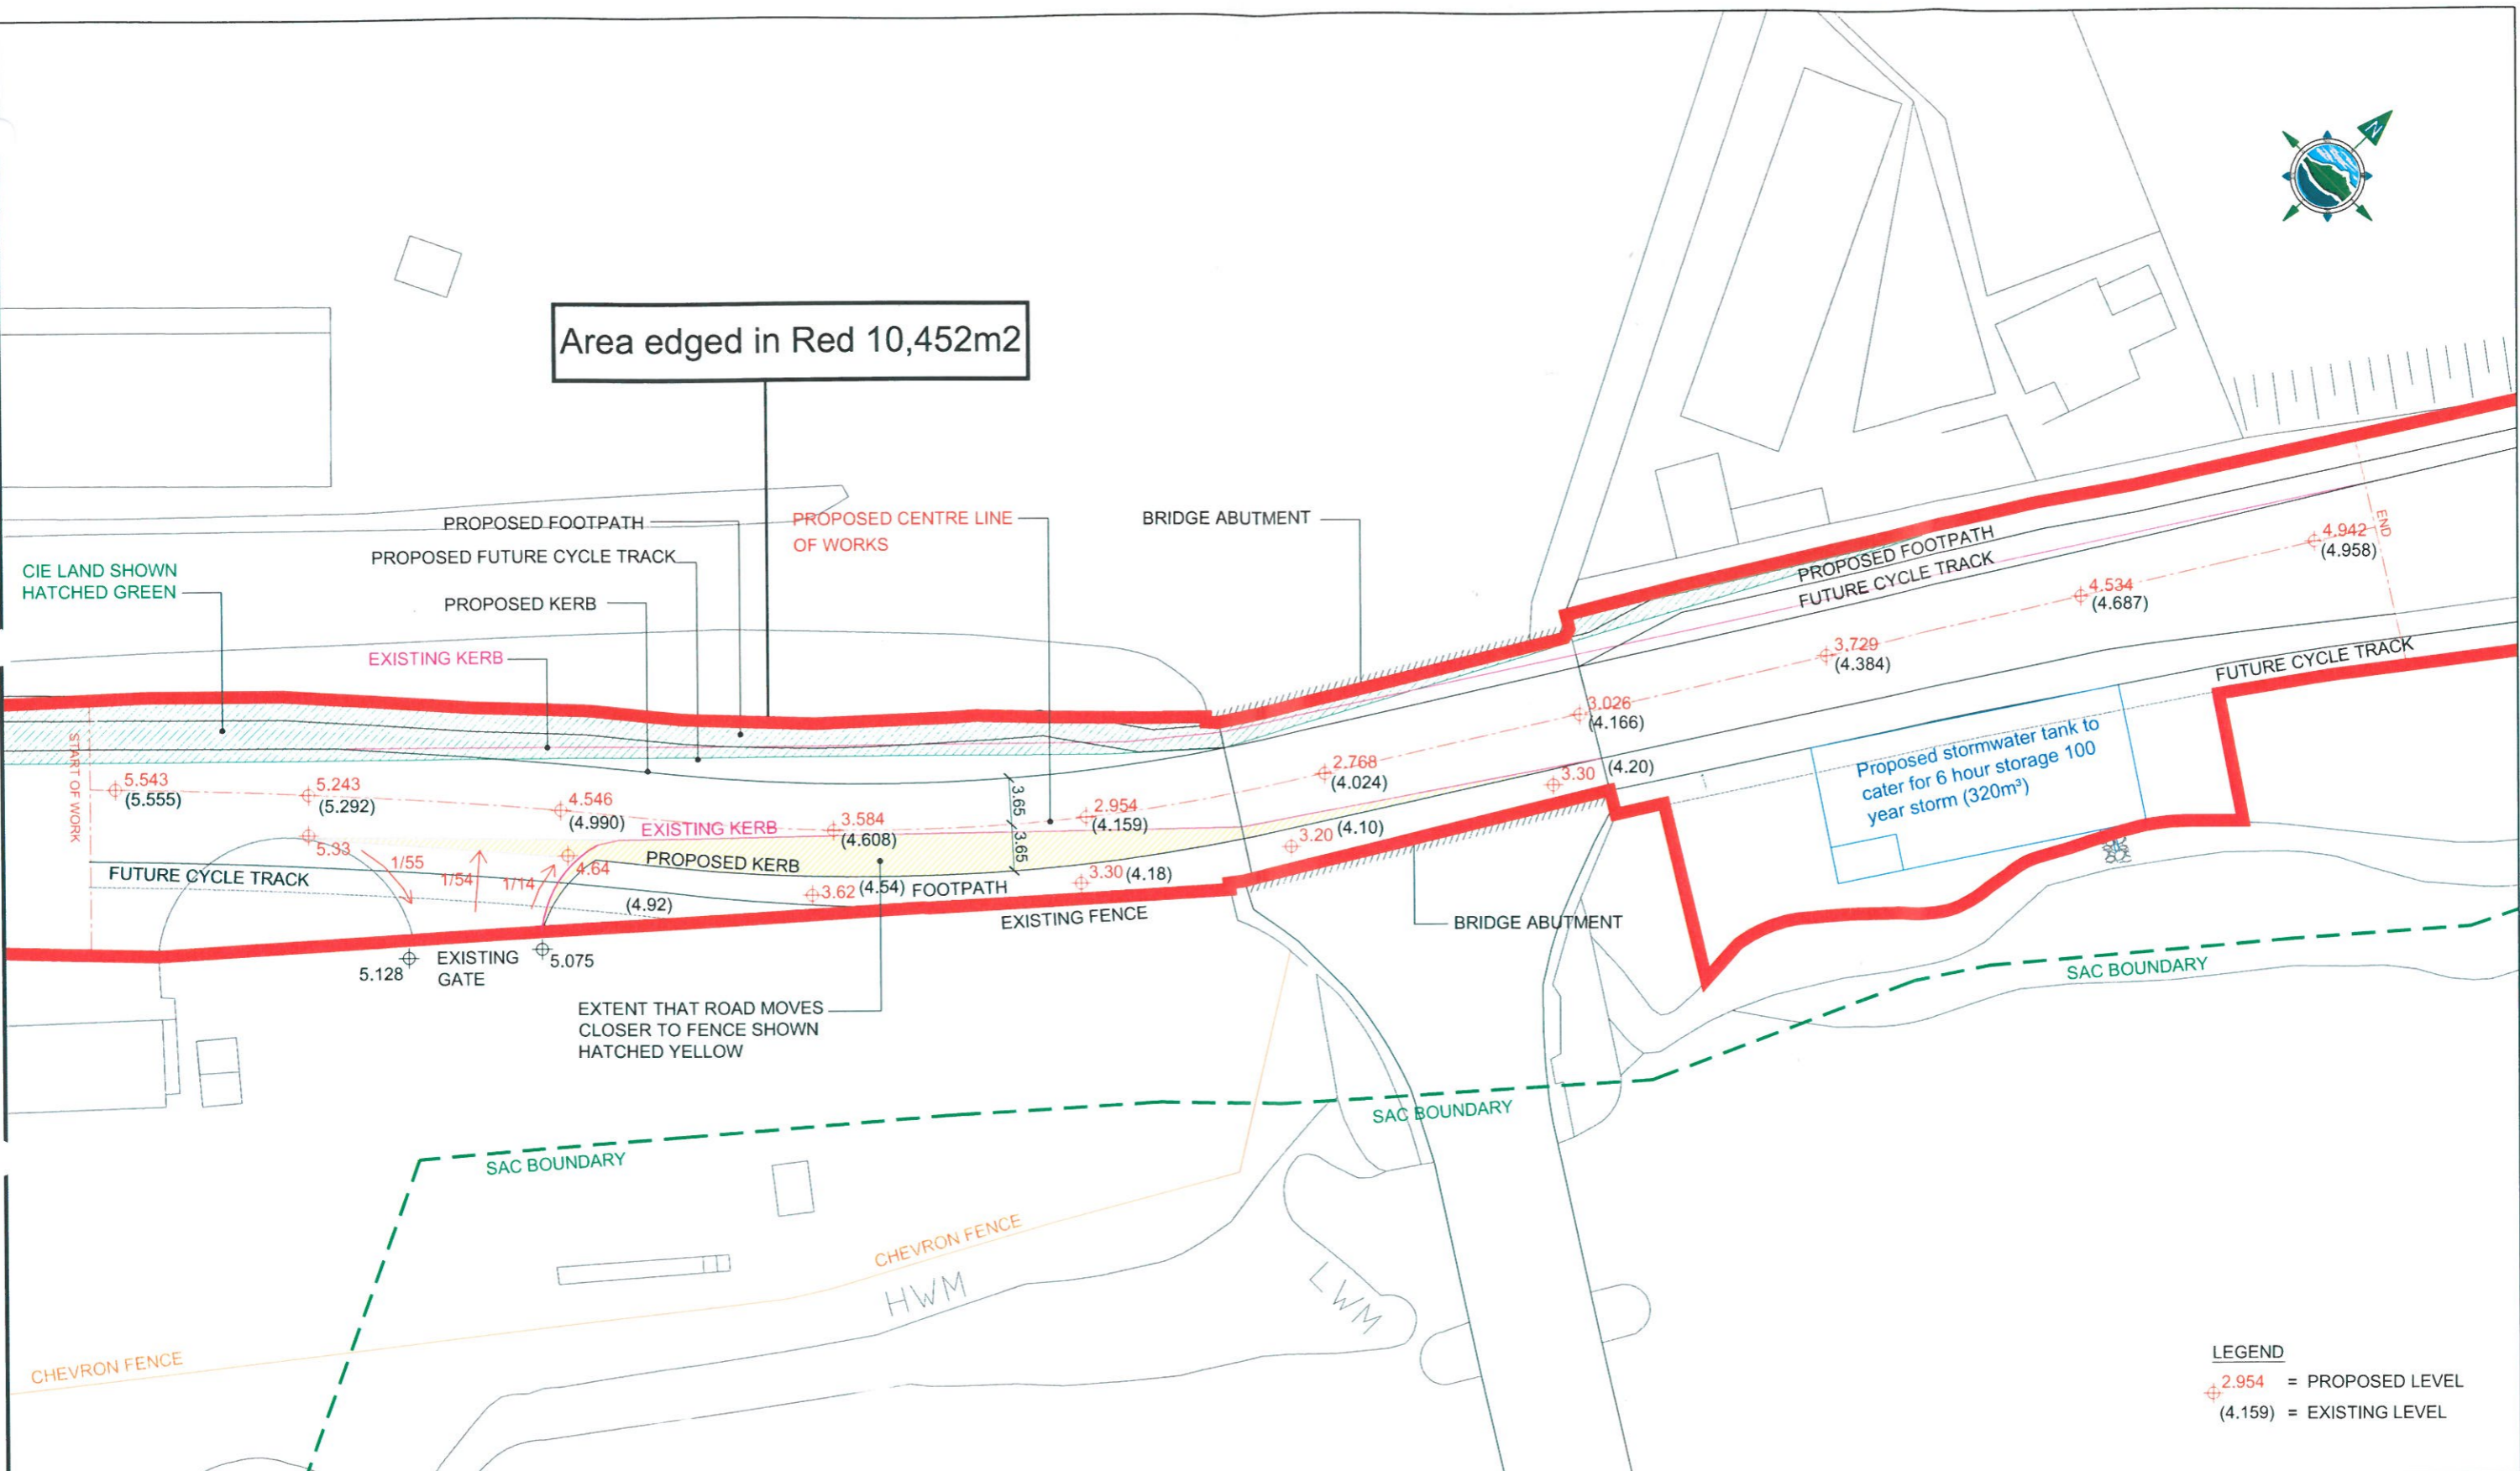 N
Area edged in Red 10,452m2
PROPOSED FOOTPATH
PROPOSED CENTRE LINE
OF WORKS
BRIDGE ABUTMENT
PROPOSED FUTURE CYCLE TRACK
CIE LAND SHOWN
HATCHED GREEN
PROPOSED KERB
EXISTING KERB
PROPOSED FOOTPATH
FUTURE CYCLE TRACK
END
4.942
(4.958)
4.534
(4.687)
3.729
(4.384)
3.026
(4.166)
FUTURE CYCLE TRACK
START OF WORK
5.543
(5.555)
5.243
(5.292)
4.546
(4.990)
3.584
(4.608)
2.954
(4.159)
2.768
(4.024)
3.30
(4.20)
Proposed stormwater tank to
cater for 6 hour storage 100
year storm (320m³)
3.65
3.65
EXISTING KERB
PROPOSED KERB
3.20 (4.10)
5.33
1/55
1/54
1/14
4.64
FUTURE CYCLE TRACK
(4.92)
3.62 (4.54) FOOTPATH
3.30 (4.18)
EXISTING FENCE
BRIDGE ABUTMENT
5.128
EXISTING
GATE
5.075
EXTENT THAT ROAD MOVES
CLOSER TO FENCE SHOWN
HATCHED YELLOW
SAC BOUNDARY
SAC BOUNDARY
SAC BOUNDARY
CHEVRON FENCE
HWM
LWM
CHEVRON FENCE
LEGEND
2.954 = PROPOSED LEVEL
(4.159) = EXISTING LEVEL